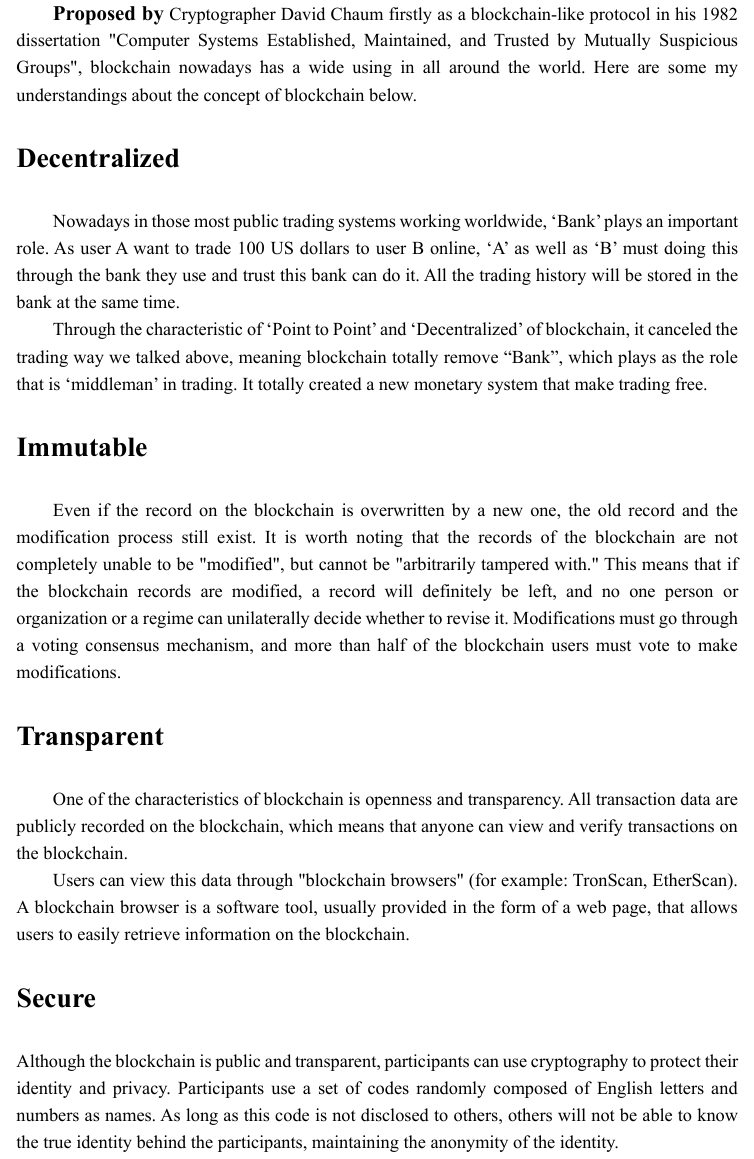 Proposed by Cryptographer David Chaum firstly as a blockchain-like protocol in his 1982
dissertation "Computer Systems Established, Maintained, and Trusted by Mutually Suspicious
Groups", blockchain nowadays has a wide using in all around the world. Here are some my
understandings about the concept of blockchain below.
Decentralized
Nowadays in those most public trading systems working worldwide, ‘Bank’ plays an important
role. As user A want to trade 100 US dollars to user B online, ‘A’ as well as ‘B’ must doing this
through the bank they use and trust this bank can do it. All the trading history will be stored in the
bank at the same time.
Through the characteristic of ‘Point to Point’ and ‘Decentralized’ of blockchain, it canceled the
trading way we talked above, meaning blockchain totally remove “Bank”, which plays as the role
that is ‘middleman’ in trading. It totally created a new monetary system that make trading free.
Immutable
Even if the record on the blockchain is overwritten by a new one, the old record and the
modification process still exist. It is worth noting that the records of the blockchain are not
completely unable to be "modified", but cannot be "arbitrarily tampered with." This means that if
the blockchain records are modified, a record will definitely be left, and no one person or
organization or a regime can unilaterally decide whether to revise it. Modifications must go through
a voting consensus mechanism, and more than half of the blockchain users must vote to make
modifications.
Transparent
One of the characteristics of blockchain is openness and transparency. All transaction data are
publicly recorded on the blockchain, which means that anyone can view and verify transactions on
the blockchain.
Users can view this data through "blockchain browsers" (for example: TronScan, EtherScan).
A blockchain browser is a software tool, usually provided in the form of a web page, that allows
users to easily retrieve information on the blockchain.
Secure
Although the blockchain is public and transparent, participants can use cryptography to protect their
identity and privacy. Participants use a set of codes randomly composed of English letters and
numbers as names. As long as this code is not disclosed to others, others will not be able to know
the true identity behind the participants, maintaining the anonymity of the identity.